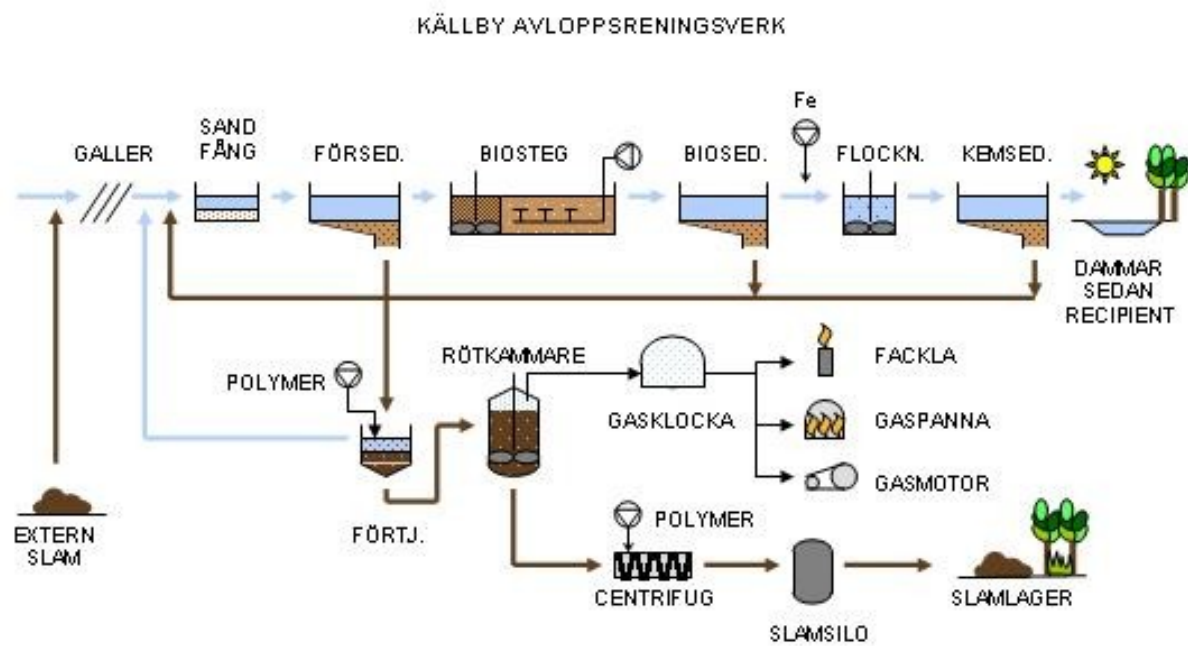 KÄLLBY AVLOPPSRENINGSVERK
Fe
GALLER
SAND
FÅNG
FÖRSED.
BIOSTEG
BIOSED.
FLOCKN.
KEMSED.
DAMMAR
SEDAN
RECIPIENT
POLYMER
RÖTKAMMARE
GASKLOCKA
FACKLA
GASPANNA
GASMOTOR
EXTERN
SLAM
FÖRTJ.
POLYMER
CENTRIFUG
SLAMSILO
SLAMLAGER